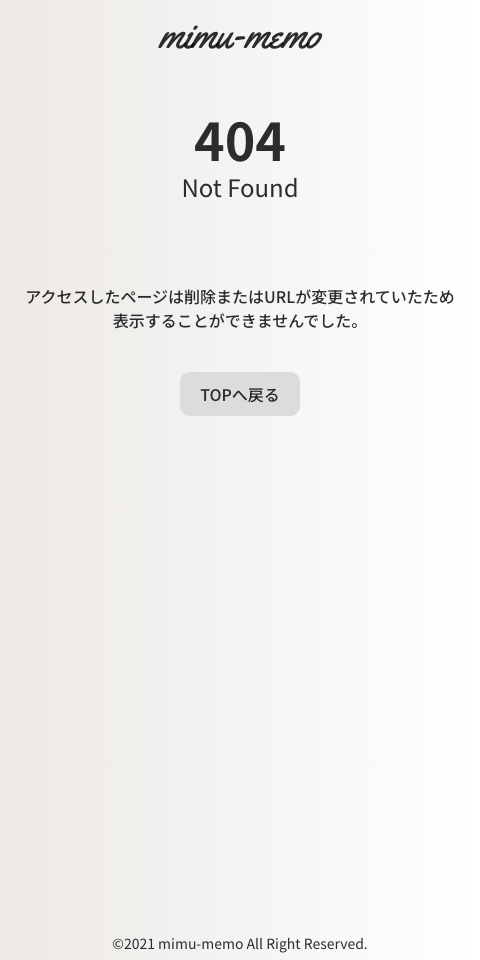 mimu-memo
404
Not Found
アクセスしたページは削除またはURLが変更されていたため
表示することができませんでした。
TOPへ戻る
©2021 mimu-memo All Right Reserved.